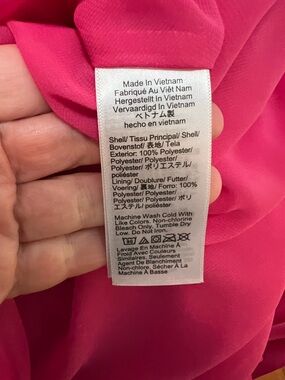 Made In Vietnam
Fabriqué Au Việt Nam
Hergestellt In Vietnam
Vervaardigd In Vietnam
ベトナム製
hecho en vietnam
Shell/ Tissu Principal/ Shell/
Bovenstof/ 表地/ Tela
Exterior: 100% Polyester/
Polyester/ Polyester/
Polyester/ ポリエステル/
poliéster
Lining/ Doublure/ Futter/
Voering/ 裏地/ Forro: 100%
Polyester/ Polyester/
Polyester/ Polyester/ ポリ
エステル/ poliéster
Machine Wash Cold With
Like Colors. Non-chlorine
Bleach Only. Tumble Dry
Low. Do Not Iron.
Lavage En Machine À
Froid Avec Couleurs
Similaires. Seulement
Agent De Blanchiment
Non-chlore. Sécher À La
Machine À Basse